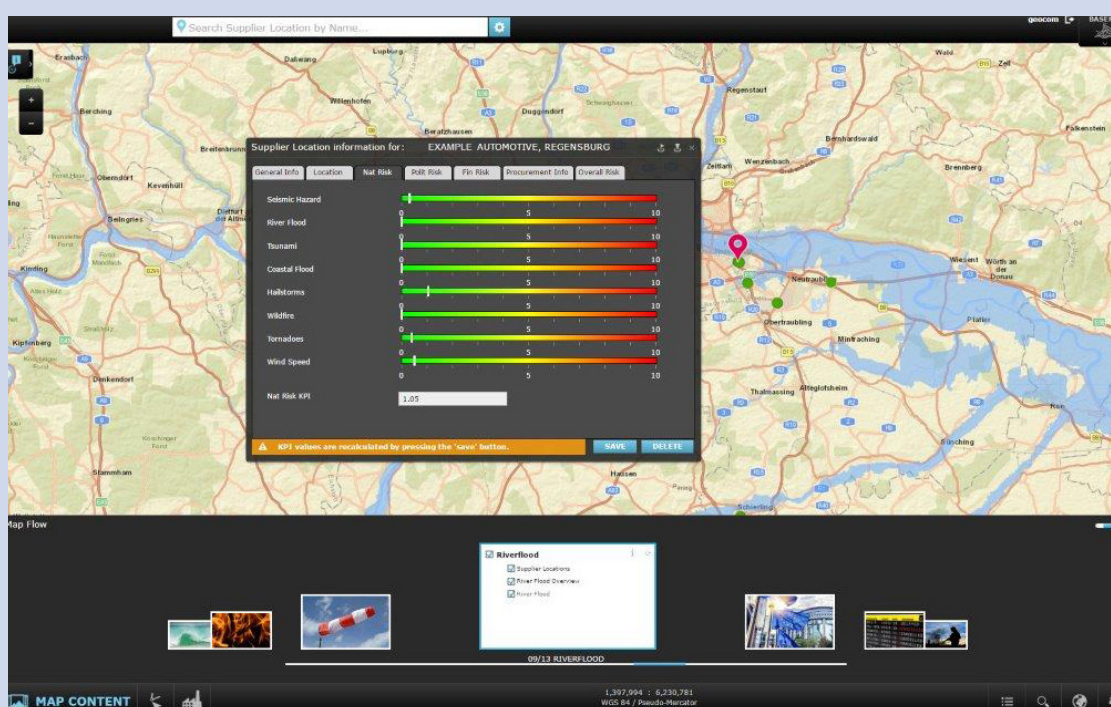 Search Supplier Location by Name...
geocom
Erasbach
Daßwang
Lupburg
Wald
Zell
Berching
Willenhofen
Duggendorf
Regenstauf
Beratzhausen
Bernhardswald
Falkenstein
Breitenbrunn
Supplier Location information for: EXAMPLE AUTOMOTIVE, REGENSBURG
Zeitlarn
Wenzenbach
Brennberg
General Info
Location
Nat Risk
Polit Risk
Fin Risk
Procurement Info
Overall Risk
Oberndorf
Kevenhüll
Beilngries
Dietfurt
Seismic Hazard
0 5 10
River Flood
0 5 10
Tsunami
0 5 10
Coastal Flood
0 5 10
Hailstorms
0 5 10
Wildfire
0 5 10
Tornadoes
0 5 10
Wind Speed
0 5 10
Nat Risk KPI
1.05
KPI values are recalculated by pressing the 'save' button.
SAVE
DELETE
Kinding
Wiesent
Wörth an
der
Donau
Neutraubling
Obertraubling
Pfatter
Mintraching
Kipfenberg
Denkendorf
Thalmassing
Alteglofsheim
Sünching
Stammham
Hausen
Schierling
Map Flow
Riverflood
Supplier Locations
River Flood Overview
River Flood
09/13 RIVERFLOOD
MAP CONTENT
1,397,994 : 6,230,781
WGS 84 / Pseudo-Mercator